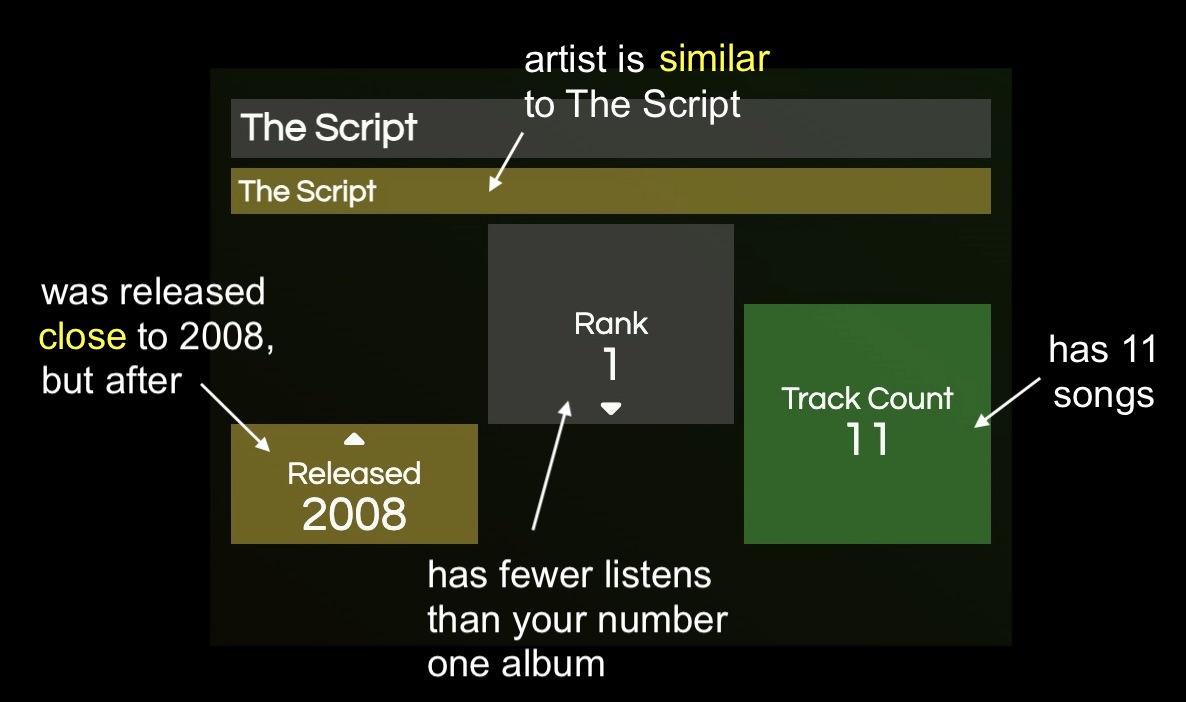 artist is similar
to The Script
The Script
The Script
was released
close to 2008,
but after
Rank
1
has 11
songs
Track Count
11
Released
2008
has fewer listens
than your number
one album